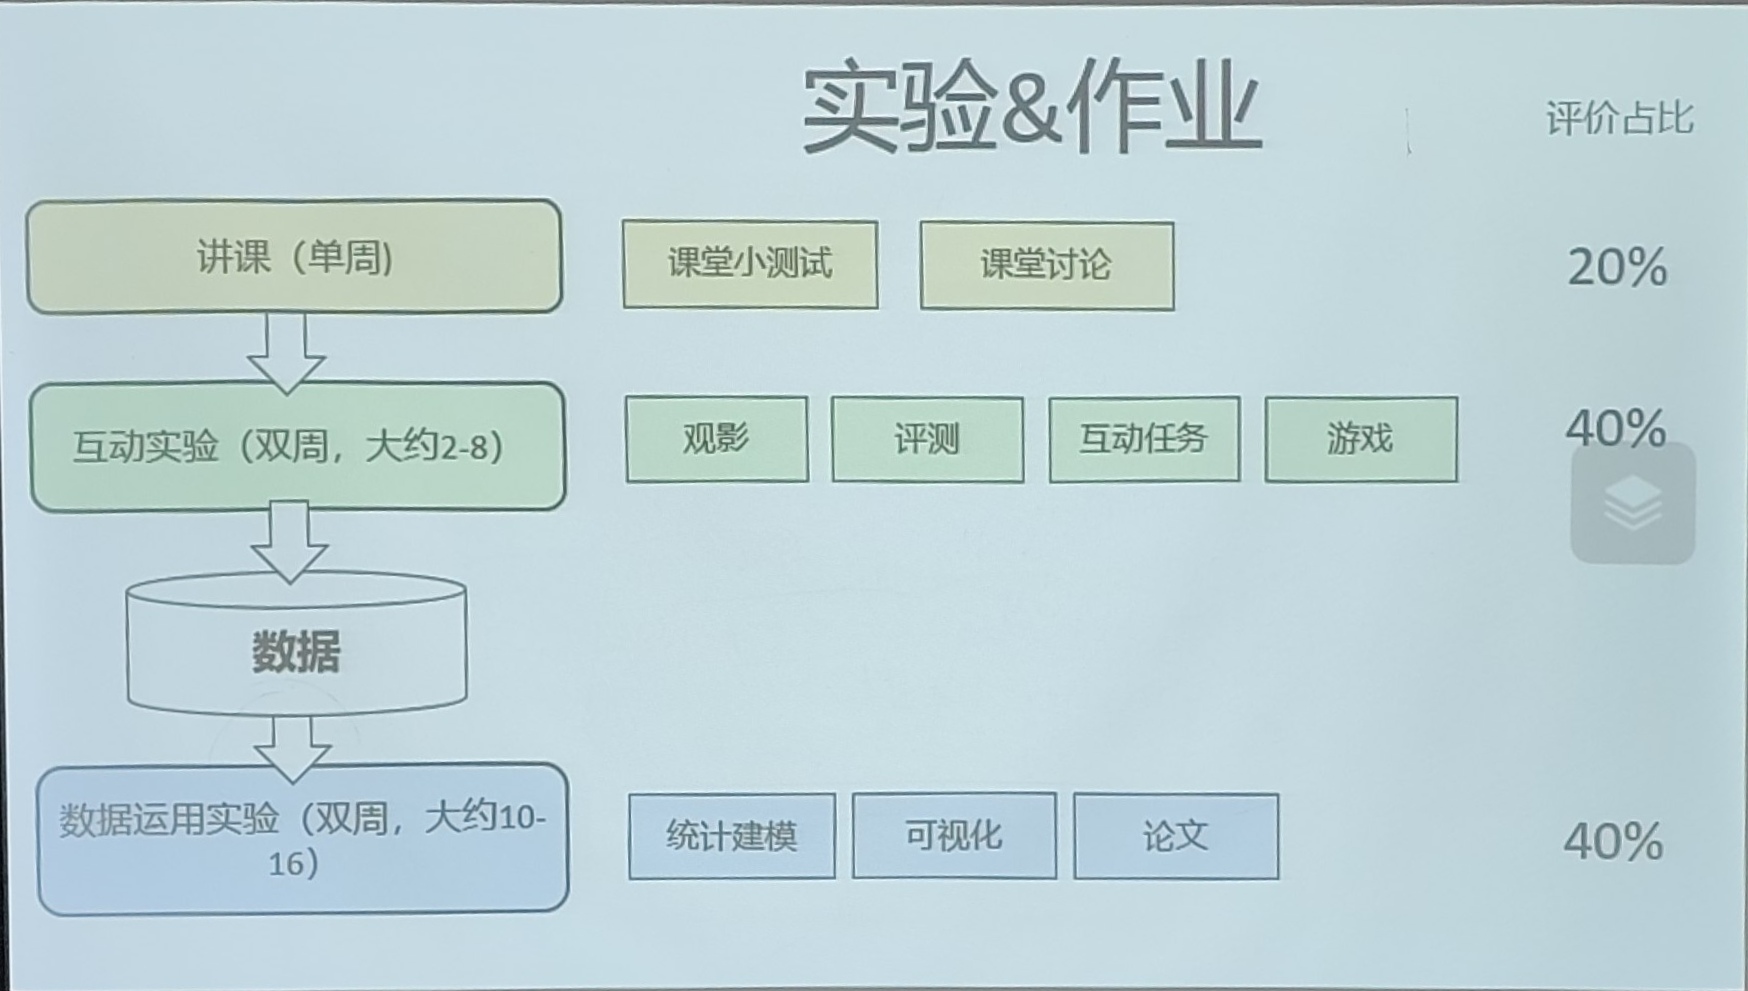 实验&作业
评价占比
讲课（单周)
课堂小测试
课堂讨论
20%
互动实验（双周，大约2-8）
观影
评测
互动任务
游戏
40%
数据
数据运用实验（双周，大约10-
16）
统计建模
可视化
论文
40%